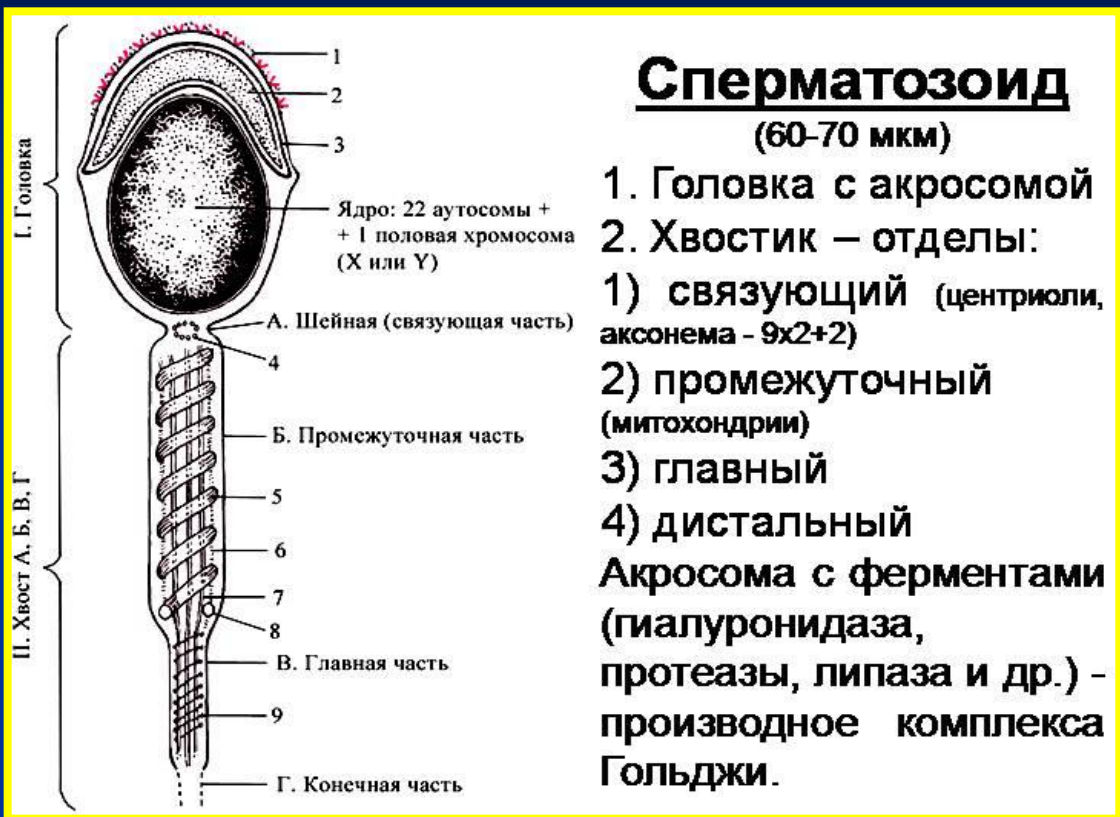 I. Головка
II. Хвост А, Б, В, Г
1
2
3
Ядро: 22 аутосомы +
+ 1 половая хромосома
(X или Y)
А. Шейная (связующая часть)
4
Б. Промежуточная часть
5
6
7
8
В. Главная часть
9
Г. Конечная часть
Сперматозоид
(60-70 мкм)
1. Головка с акросомой
2. Хвостик – отделы:
1) связующий (центриоли,
аксонема - 9х2+2)
2) промежуточный
(митохондрии)
3) главный
4) дистальный
Акросома с ферментами
(гиалуронидаза,
протеазы, липаза и др.) -
производное комплекса
Гольджи.